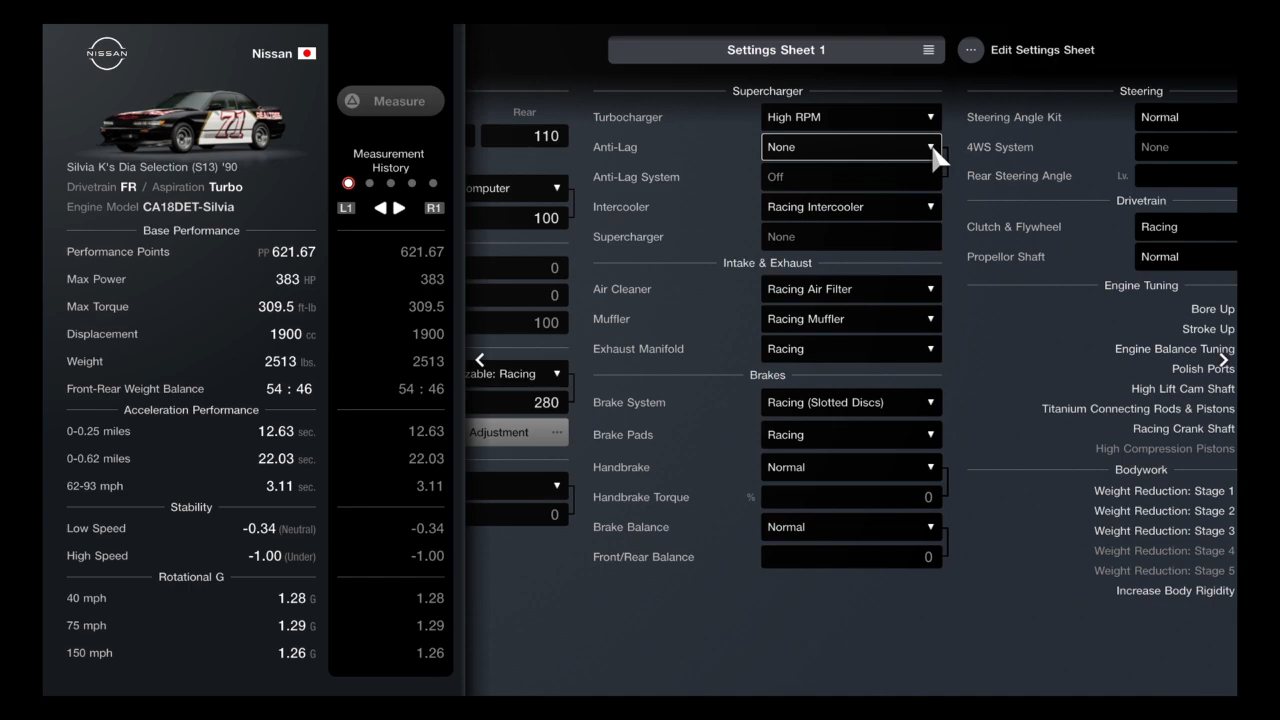 NISSAN
Nissan
71
REALTREE
Silvia K's Dia Selection (S13) '90
Drivetrain FR / Aspiration Turbo
Engine Model CA18DET-Silvia
Base Performance
Performance Points PP 621.67
Max Power 383 HP
Max Torque 309.5 ft-lb
Displacement 1900 cc
Weight 2513 lbs.
Front-Rear Weight Balance 54 : 46
Acceleration Performance
0-0.25 miles 12.63 sec.
0-0.62 miles 22.03 sec.
62-93 mph 3.11 sec.
Stability
Low Speed -0.34 (Neutral)
High Speed -1.00 (Under)
Rotational G
40 mph 1.28 G
75 mph 1.29 G
150 mph 1.26 G
Measure
Measurement
History
L1 R1
621.67
383
309.5
1900
2513
54 : 46
12.63
22.03
3.11
-0.34
-1.00
1.28
1.29
1.26
Settings Sheet 1
... Edit Settings Sheet
Rear
110
omputer
100
0
0
100
zable: Racing
280
Adjustment ...
0
Supercharger
Turbocharger High RPM
Anti-Lag None
Anti-Lag System Off
Intercooler Racing Intercooler
Supercharger None
Intake & Exhaust
Air Cleaner Racing Air Filter
Muffler Racing Muffler
Exhaust Manifold Racing
Brakes
Brake System Racing (Slotted Discs)
Brake Pads Racing
Handbrake Normal
Handbrake Torque % 0
Brake Balance Normal
Front/Rear Balance 0
Steering
Steering Angle Kit Normal
4WS System None
Rear Steering Angle Lv.
Drivetrain
Clutch & Flywheel Racing
Propellor Shaft Normal
Engine Tuning
Bore Up
Stroke Up
Engine Balance Tuning
Polish Ports
High Lift Cam Shaft
Titanium Connecting Rods & Pistons
Racing Crank Shaft
High Compression Pistons
Bodywork
Weight Reduction: Stage 1
Weight Reduction: Stage 2
Weight Reduction: Stage 3
Weight Reduction: Stage 4
Weight Reduction: Stage 5
Increase Body Rigidity